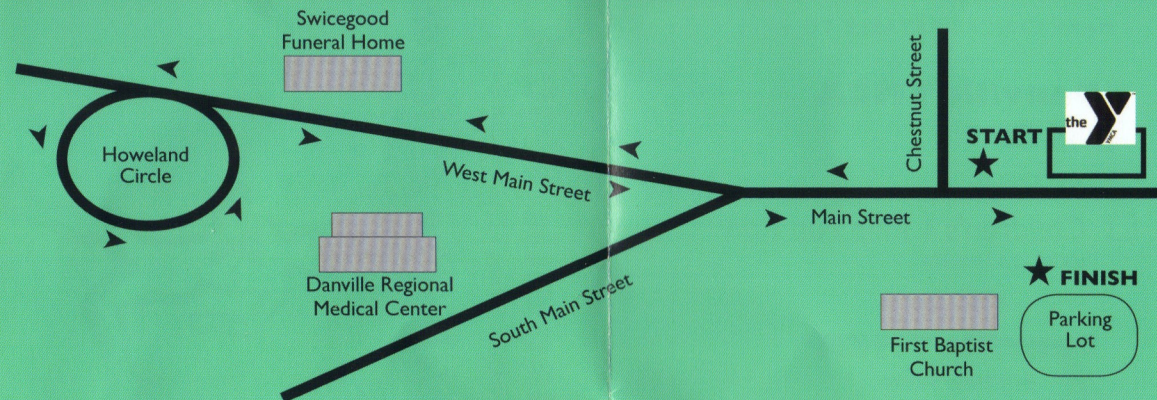 Swicegood
Funeral Home
Chestnut Street
the
YMCA
START
Howeland
Circle
West Main Street
Main Street
Danville Regional
Medical Center
South Main Street
FINISH
Parking
Lot
First Baptist
Church